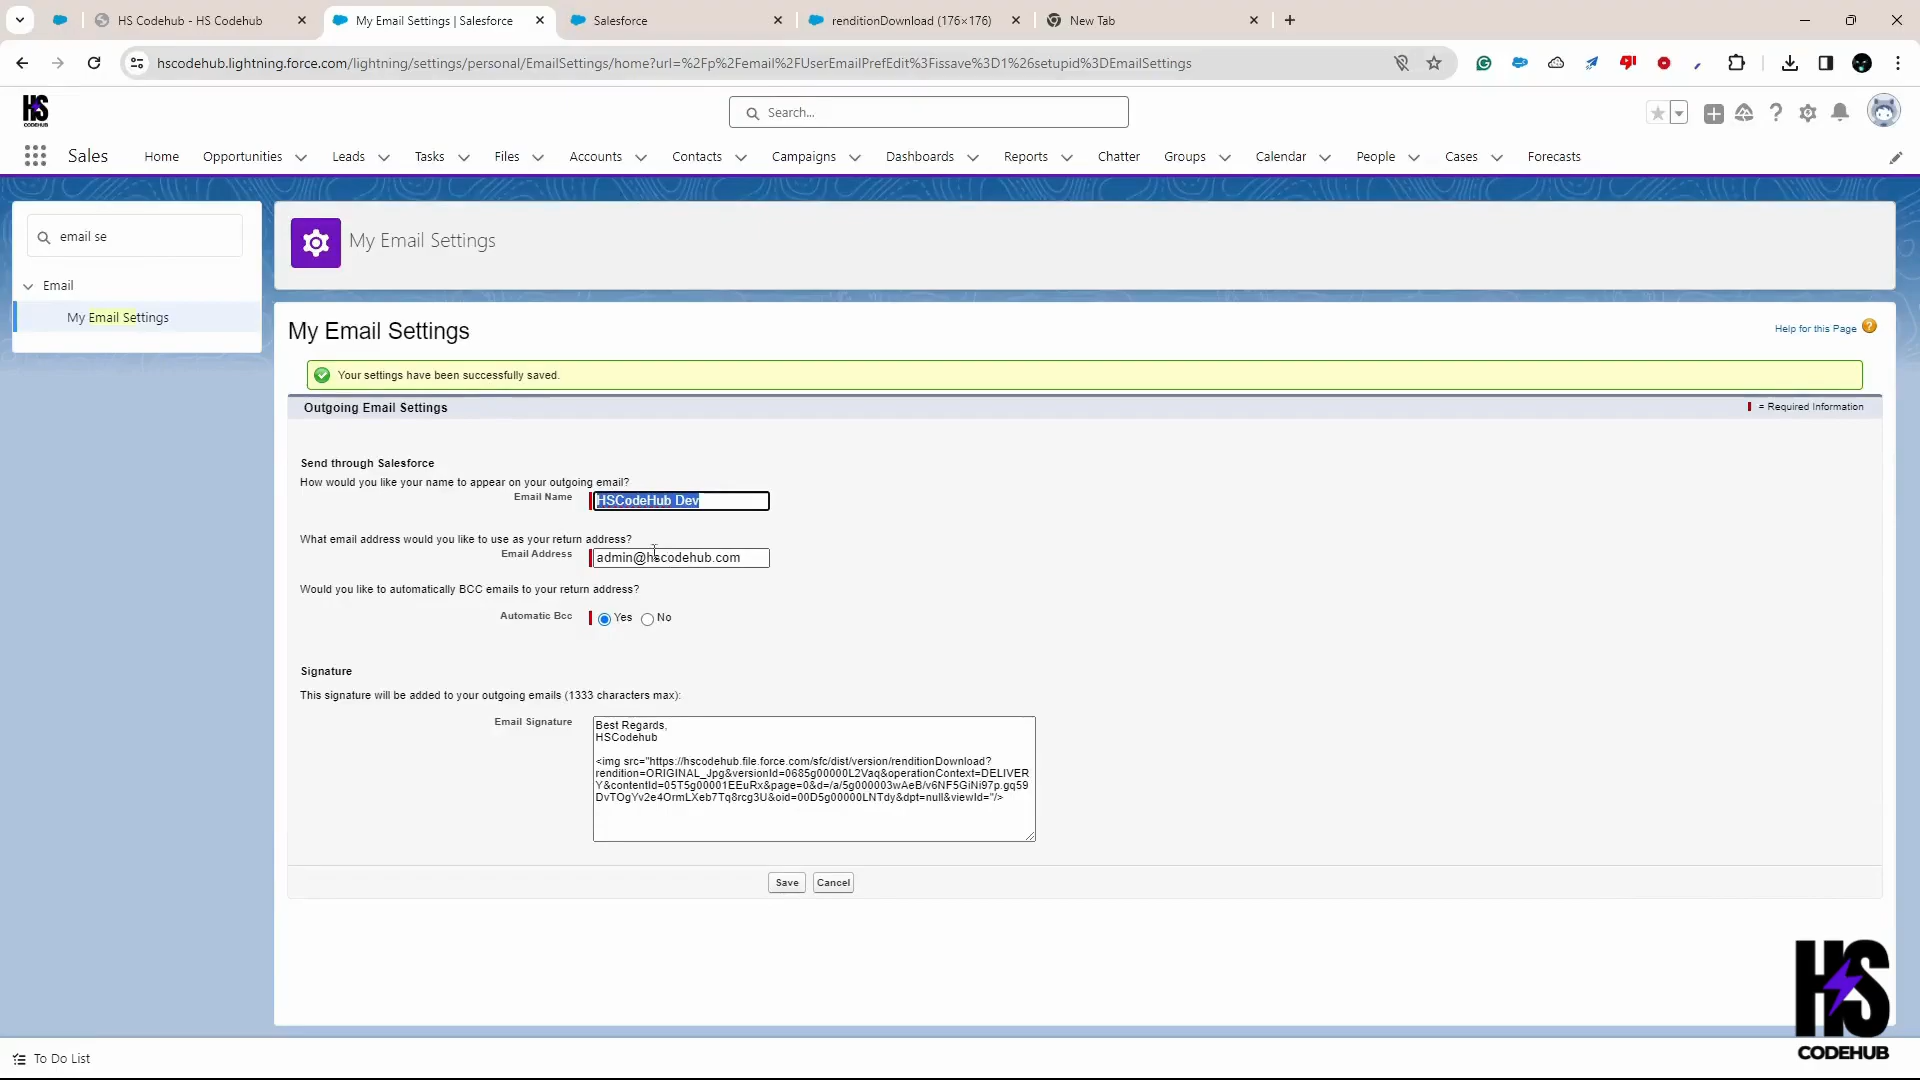 HS Codehub - HS Codehub
My Email Settings | Salesforce
Salesforce
renditionDownload (176×176)
New Tab
hscodehub.lightning.force.com/lightning/settings/personal/EmailSettings/home?url=%2Fp%2Femail%2FUserEmailPrefEdit%3Fissave%3D1%26setupid%3DEmailSettings
HS
CODEHUB
Search...
Sales
Home
Opportunities
Leads
Tasks
Files
Accounts
Contacts
Campaigns
Dashboards
Reports
Chatter
Groups
Calendar
People
Cases
Forecasts
email se
Email
My Email Settings
My Email Settings
My Email Settings
Help for this Page
Your settings have been successfully saved.
Outgoing Email Settings
= Required Information
Send through Salesforce
How would you like your name to appear on your outgoing email?
Email Name
HSCodeHub Dev
What email address would you like to use as your return address?
Email Address
admin@hscodehub.com
Would you like to automatically BCC emails to your return address?
Automatic Bcc
Yes
No
Signature
This signature will be added to your outgoing emails (1333 characters max):
Email Signature
Best Regards,
HSCodehub
<img src="https://hscodehub.file.force.com/sfc/dist/version/renditionDownload?
rendition=ORIGINAL_Jpg&versionId=0685g00000L2Vaq&operationContext=DELIVER
Y&contentId=05T5g00001EEuRx&page=0&d=/a/5g000003wAeB/v6NF5GiNi97p.gq59
DvTOgYv2e4OrmLXeb7Tq8rcg3U&oid=00D5g00000LNTdy&dpt=null&viewId="/>
Save
Cancel
To Do List
HS
CODEHUB